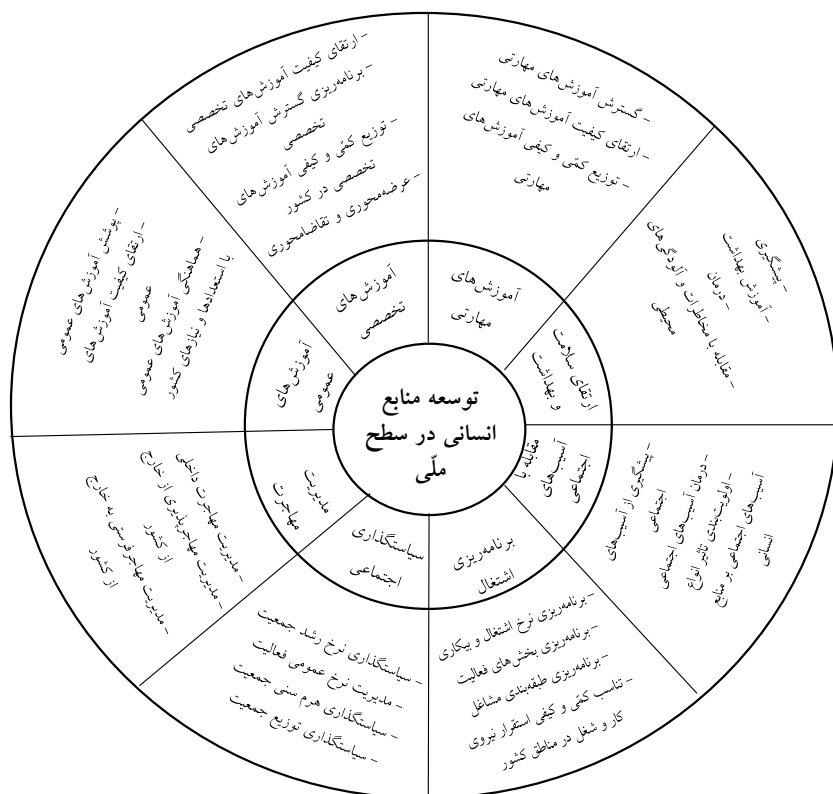 توسعه منابع
انسانی در سطح
ملّی
آموزش‌های
مهارتی
- گسترش آموزش‌های مهارتی
- ارتقای کیفیت آموزش‌های مهارتی
- توزیع کمّی و کیفی آموزش‌های
مهارتی
ارتقای سلامت
و بهداشت
- پیشگیری
- آموزش بهداشت
- درمان
- مقابله با مخاطرات و آلودگی‌های
محیطی
مقابله با
آسیب‌های
اجتماعی
- پیشگیری از آسیب‌های
اجتماعی
- درمان آسیب‌های اجتماعی
- اولویت‌بندی تاثیر انواع
آسیب‌های اجتماعی بر منابع
انسانی
برنامه‌ریزی
اشتغال
- برنامه‌ریزی نرخ اشتغال و بیکاری
- برنامه‌ریزی بخش‌های فعالیت
- برنامه‌ریزی طبقه‌بندی مشاغل
- تناسب کمّی و کیفی استقرار نیروی
کار و شغل در مناطق کشور
سیاستگذاری
اجتماعی
- سیاستگذاری نرخ رشد جمعیت
- مدیریت نرخ عمومی فعالیت
- سیاستگذاری هرم سنی جمعیت
- سیاستگذاری توزیع جمعیت
مدیریت
مهاجرت
- مدیریت مهاجرت داخلی
- مدیریت مهاجرپذیری از خارج
از کشور
- مدیریت مهاجرفرستی به خارج
از کشور
آموزش‌های
عمومی
- پوشش آموزش‌های عمومی
- ارتقای کیفیت آموزش‌های
عمومی
- هماهنگی آموزش‌های عمومی
با استعدادها و نیازهای کشور
آموزش‌های
تخصصی
- ارتقای کیفیت آموزش‌های تخصصی
- برنامه‌ریزی گسترش آموزش‌های
تخصصی
- توزیع کمّی و کیفی آموزش‌های
تخصصی در کشور
- عرضه‌محوری و تقاضامحوری